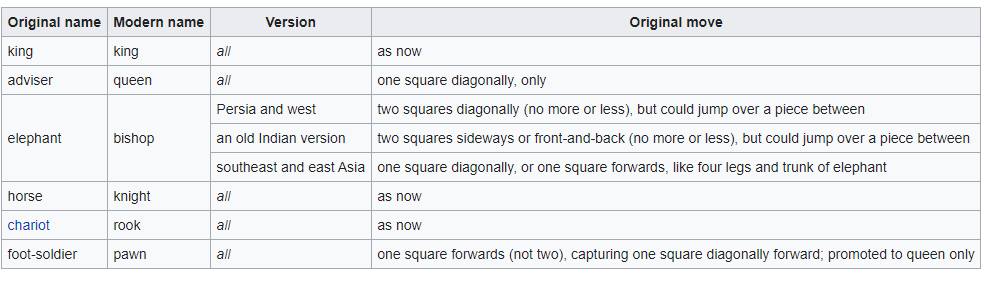 Original name Modern name Version Original move
king king all as now
adviser queen all one square diagonally, only
elephant bishop Persia and west two squares diagonally (no more or less), but could jump over a piece between
an old Indian version two squares sideways or front-and-back (no more or less), but could jump over a piece between
southeast and east Asia one square diagonally, or one square forwards, like four legs and trunk of elephant
horse knight all as now
chariot rook all as now
foot-soldier pawn all one square forwards (not two), capturing one square diagonally forward; promoted to queen only